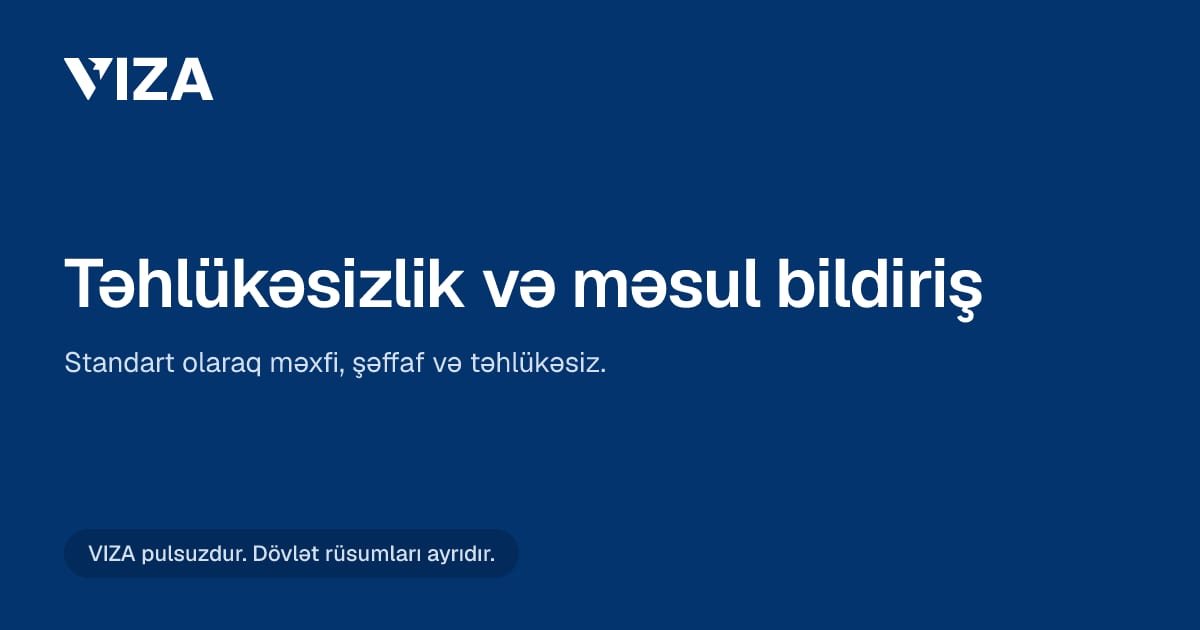 VIZA
Təhlükəsizlik və məsul bildiriş
Standart olaraq məxfi, şəffaf və təhlükəsiz.
VIZA pulsuzdur. Dövlət rüsumları ayrıdır.